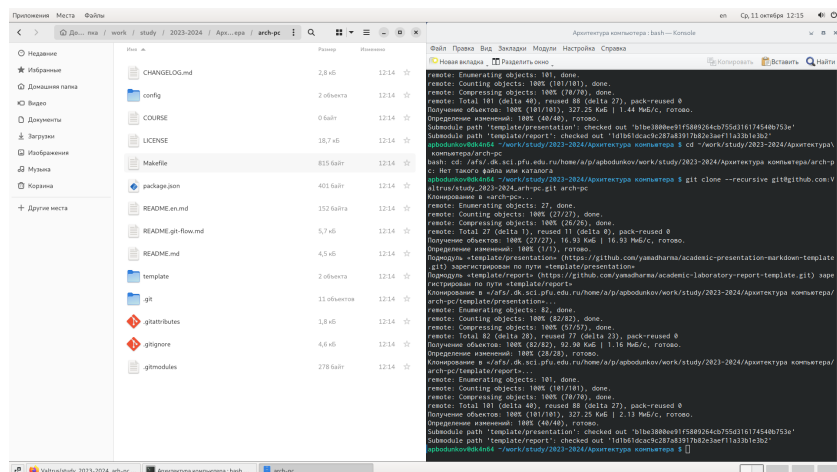 Приложения Места Файлы
en Ср, 11 октября 12:15
До... пка / work / study / 2023-2024 / Арх...ера / arch-pc
Архитектура компьютера : bash — Konsole
Файл Правка Вид Закладки Модули Настройка Справка
Новая вкладка Разделить окно Копировать Вставить Найти
Недавние
Избранные
Домашняя папка
Видео
Документы
Загрузки
Изображения
Музыка
Корзина
Другие места
Имя Размер Изменен
CHANGELOG.md 2,8 кБ 12:14
config 2 объекта 12:14
COURSE 0 байт 12:14
LICENSE 18,7 кБ 12:14
Makefile 815 байт 12:14
package.json 401 байт 12:14
README.en.md 152 байта 12:14
README.git-flow.md 5,7 кБ 12:14
README.md 4,5 кБ 12:14
template 2 объекта 12:14
.git 11 объектов 12:14
.gitattributes 1,8 кБ 12:14
.gitignore 4,6 кБ 12:14
.gitmodules 278 байт 12:14
remote: Enumerating objects: 101, done.
remote: Counting objects: 100% (101/101), done.
remote: Compressing objects: 100% (70/70), done.
remote: Total 101 (delta 40), reused 88 (delta 27), pack-reused 0
Получение объектов: 100% (101/101), 327.25 КиБ | 1.44 МиБ/с, готово.
Определение изменений: 100% (40/40), готово.
Submodule path 'template/presentation': checked out 'b1be3800ee91f5809264cb755d316174540b753e'
Submodule path 'template/report': checked out '1d1b61dcac9c287a83917b82e3aef11a33b1e3b2'
apbodunkov@dk4n64 ~/work/study/2023-2024/Архитектура компьютера $ cd ~/work/study/2023-2024/Архитектура\
 компьютера/arch-pc
bash: cd: /afs/.dk.sci.pfu.edu.ru/home/a/p/apbodunkov/work/study/2023-2024/Архитектура компьютера/arch-p
c: Нет такого файла или каталога
apbodunkov@dk4n64 ~/work/study/2023-2024/Архитектура компьютера $ git clone --recursive git@github.com:V
altrus/study_2023-2024_arh-pc.git arch-pc
Клонирование в «arch-pc»...
remote: Enumerating objects: 27, done.
remote: Counting objects: 100% (27/27), done.
remote: Compressing objects: 100% (26/26), done.
remote: Total 27 (delta 1), reused 11 (delta 0), pack-reused 0
Получение объектов: 100% (27/27), 16.93 КиБ | 16.93 МиБ/с, готово.
Определение изменений: 100% (1/1), готово.
Подмодуль «template/presentation» (https://github.com/yamadharma/academic-presentation-markdown-template
.git) зарегистрирован по пути «template/presentation»
Подмодуль «template/report» (https://github.com/yamadharma/academic-laboratory-report-template.git) заре
гистрирован по пути «template/report»
Клонирование в «/afs/.dk.sci.pfu.edu.ru/home/a/p/apbodunkov/work/study/2023-2024/Архитектура компьютера/
arch-pc/template/presentation»...
remote: Enumerating objects: 82, done.
remote: Counting objects: 100% (82/82), done.
remote: Compressing objects: 100% (57/57), done.
remote: Total 82 (delta 28), reused 77 (delta 23), pack-reused 0
Получение объектов: 100% (82/82), 92.90 КиБ | 1.16 МиБ/с, готово.
Определение изменений: 100% (28/28), готово.
Клонирование в «/afs/.dk.sci.pfu.edu.ru/home/a/p/apbodunkov/work/study/2023-2024/Архитектура компьютера/
arch-pc/template/report»...
remote: Enumerating objects: 101, done.
remote: Counting objects: 100% (101/101), done.
remote: Compressing objects: 100% (70/70), done.
remote: Total 101 (delta 40), reused 88 (delta 27), pack-reused 0
Получение объектов: 100% (101/101), 327.25 КиБ | 2.13 МиБ/с, готово.
Определение изменений: 100% (40/40), готово.
Submodule path 'template/presentation': checked out 'b1be3800ee91f5809264cb755d316174540b753e'
Submodule path 'template/report': checked out '1d1b61dcac9c287a83917b82e3aef11a33b1e3b2'
apbodunkov@dk4n64 ~/work/study/2023-2024/Архитектура компьютера $
Valtrus/study_2023-2024_arh-pc Архитектура компьютера : bash arch-pc